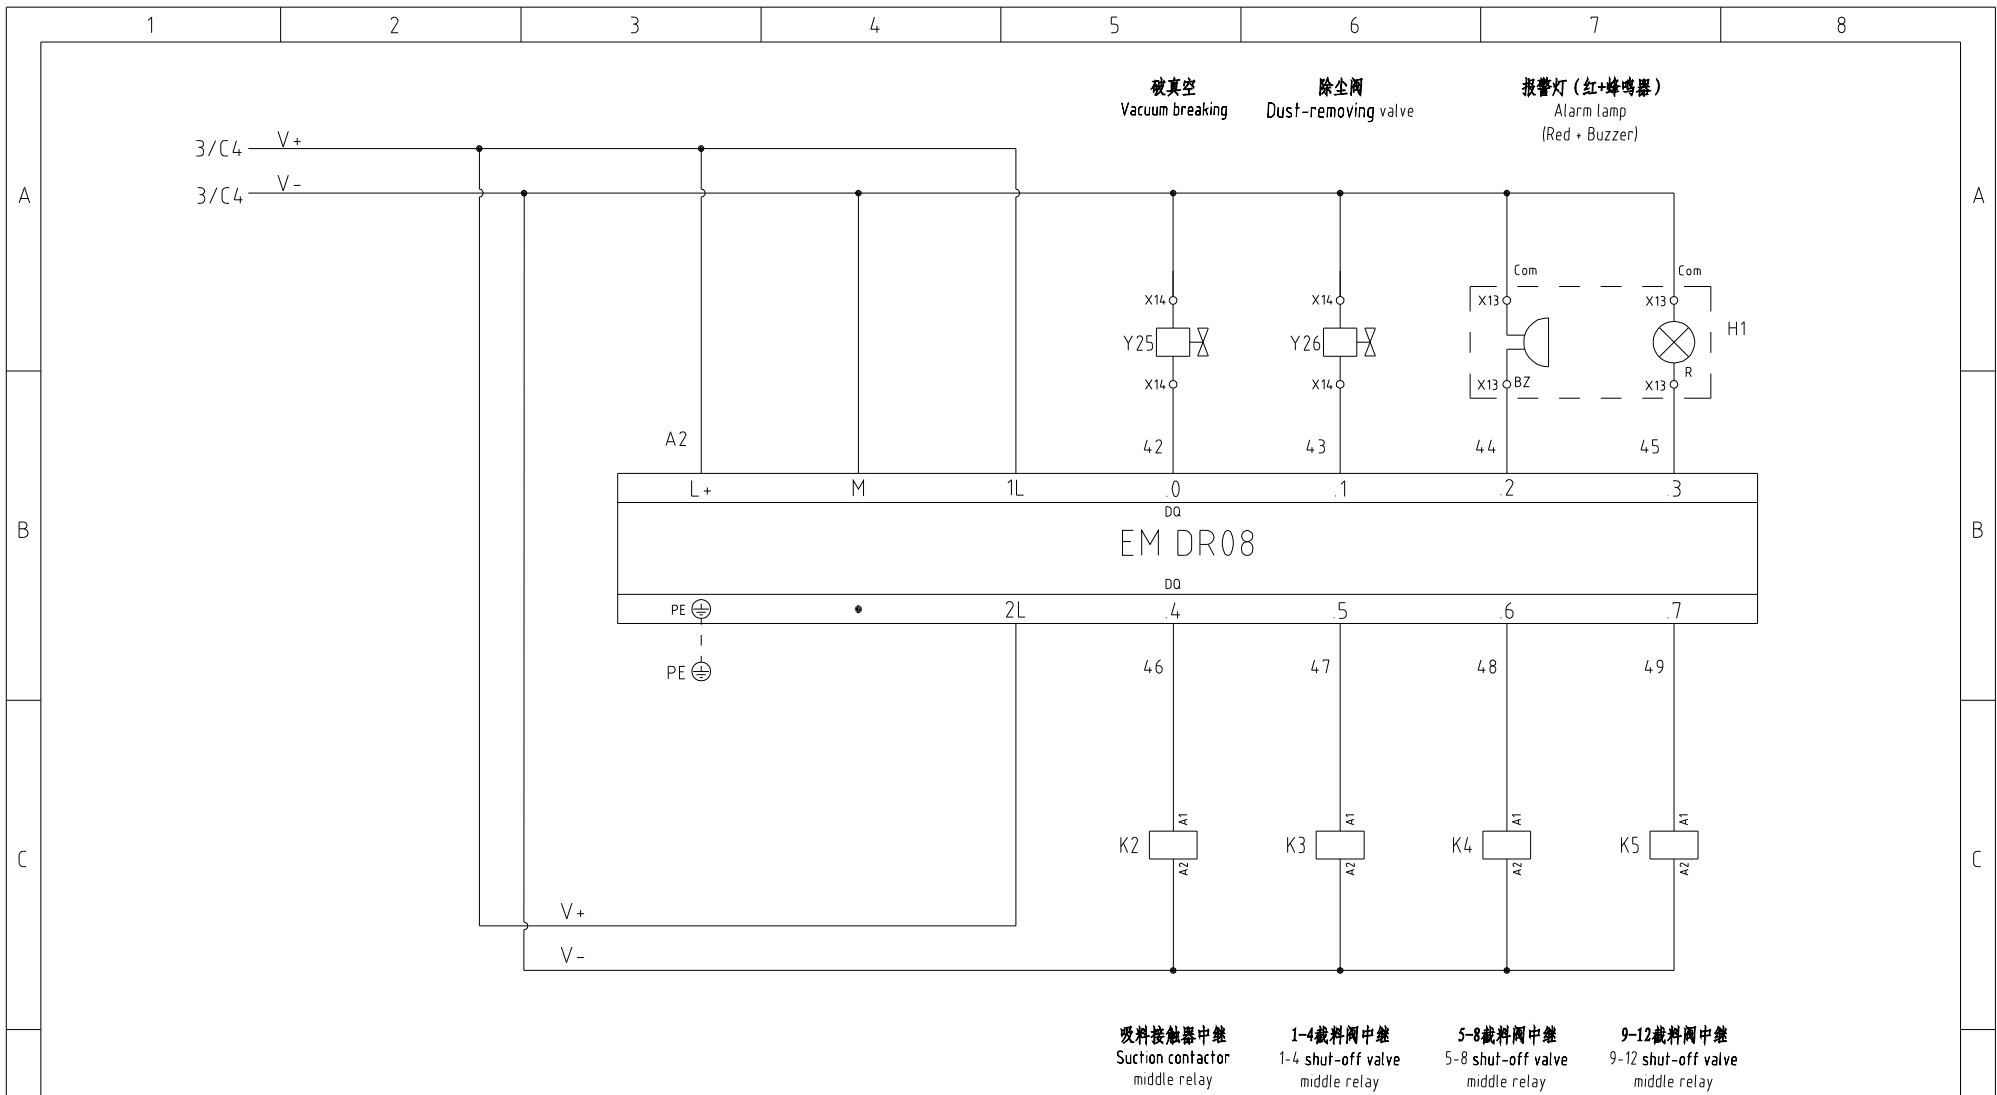 1 2 3 4 5 6 7 8
破真空 除尘阀 报警灯（红+蜂鸣器）
Vacuum breaking Dust-removing valve Alarm lamp
(Red + Buzzer)
3/C4 V+
3/C4 V-
A A
Com Com
X14 X14 X13 X13
Y25 Y26 H1
X14 X14 X13 BZ X13 R
A2 42 43 44 45
L+ M 1L .0 .1 .2 .3
DQ
B EM DR08 B
DQ
PE 2L .4 .5 .6 .7
PE 46 47 48 49
A1 A1 A1 A1
K2 K3 K4 K5
C C
A2 A2 A2 A2
V+
V-
吸料接触器中继 1-4截料阀中继 5-8截料阀中继 9-12截料阀中继
Suction contactor 1-4 shut-off valve 5-8 shut-off valve 9-12 shut-off valve
middle relay middle relay middle relay middle relay